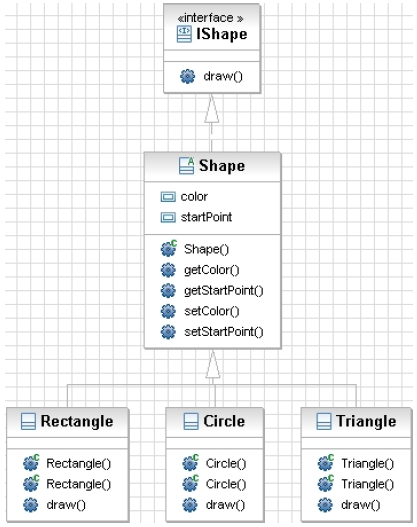 «interface »
IShape
draw()
Shape
color
startPoint
Shape()
getColor()
getStartPoint()
setColor()
setStartPoint()
Rectangle
Rectangle()
Rectangle()
draw()
Circle
Circle()
Circle()
draw()
Triangle
Triangle()
Triangle()
draw()